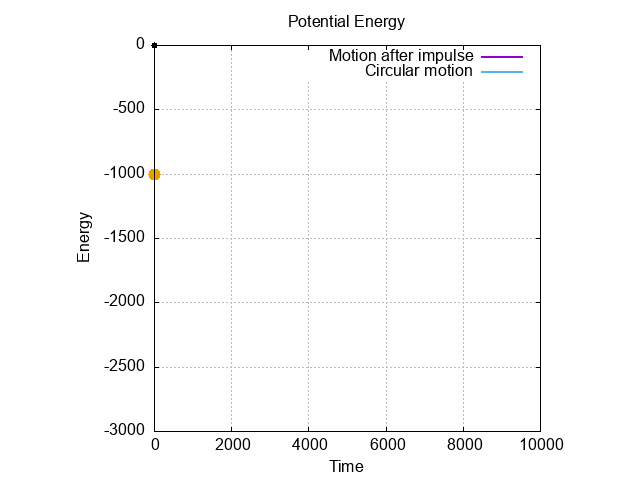 Potential Energy
Motion after impulse
Circular motion
0
-500
-1000
-1500
-2000
-2500
-3000
Energy
0 2000 4000 6000 8000 10000
Time